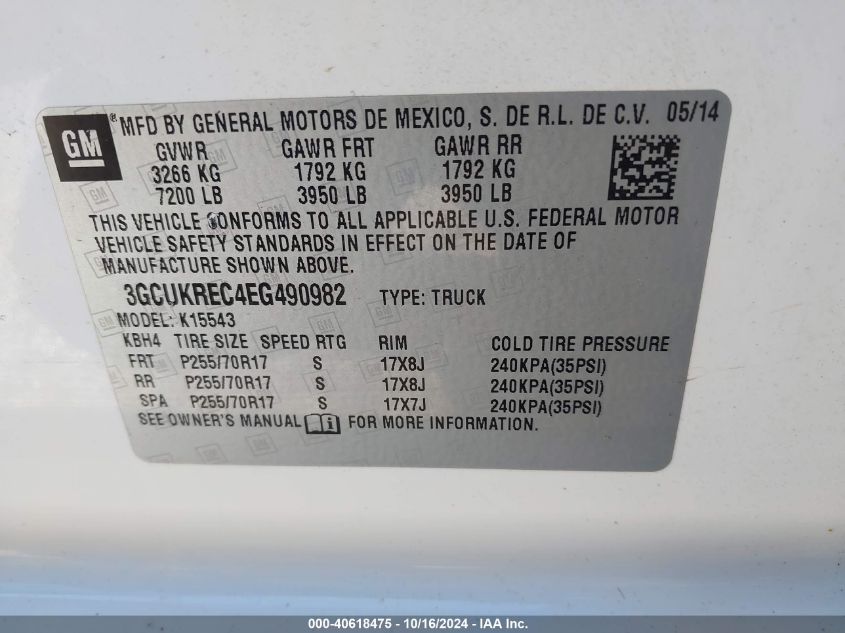 GM ® MFD BY GENERAL MOTORS DE MEXICO, S. DE R.L. DE C.V. 05/14
GVWR GAWR FRT GAWR RR
3266 KG 1792 KG 1792 KG
7200 LB 3950 LB 3950 LB
THIS VEHICLE CONFORMS TO ALL APPLICABLE U.S. FEDERAL MOTOR
VEHICLE SAFETY STANDARDS IN EFFECT ON THE DATE OF
MANUFACTURE SHOWN ABOVE.
3GCUKREC4EG490982 TYPE: TRUCK
MODEL: K15543
KBH4 TIRE SIZE SPEED RTG RIM COLD TIRE PRESSURE
FRT P255/70R17 S 17X8J 240KPA(35PSI)
RR P255/70R17 S 17X8J 240KPA(35PSI)
SPA P255/70R17 S 17X7J 240KPA(35PSI)
SEE OWNER'S MANUAL FOR MORE INFORMATION.
000-40618475 - 10/16/2024 - IAA Inc.